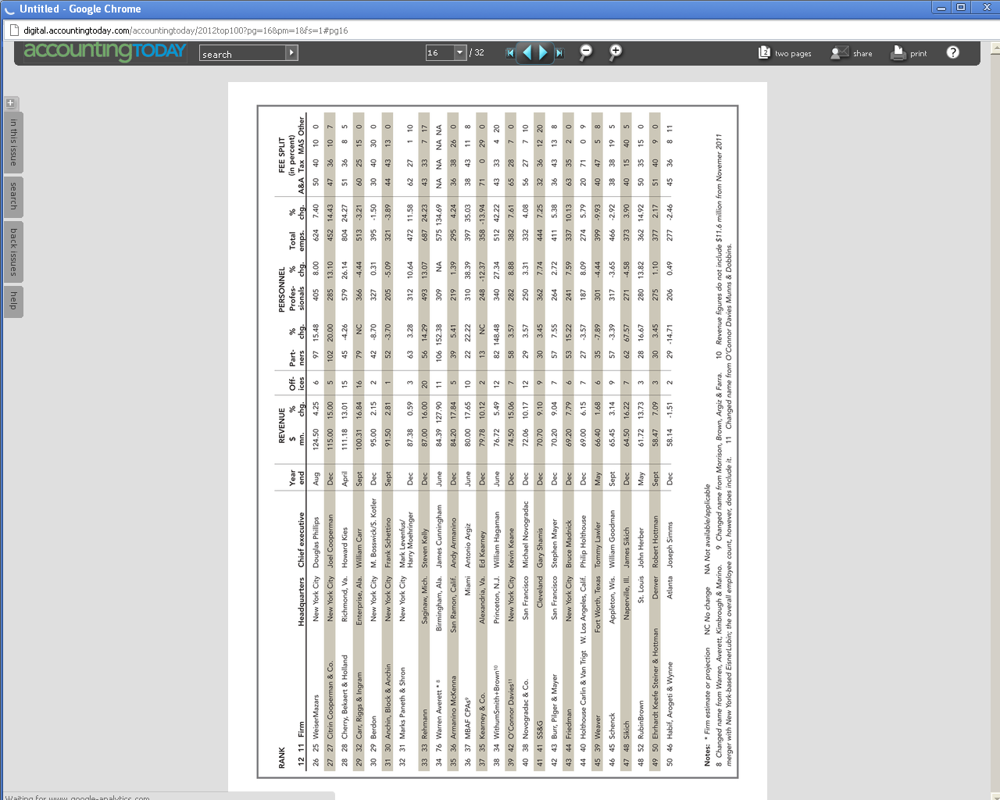 Untitled - Google Chrome
digital.accountingtoday.com/accountingtoday/2012top100?pg=16&pm=1&fs=1#pg16
accountingTODAY
search
16 / 32
two pages
share
print
?
in this issue
search
back issues
help
RANK REVENUE PERSONNEL FEE SPLIT
Year $ % Off- Part- % Profes- % Total % (in percent)
12 11 Firm Headquarters Chief executive end mn. chg. ices ners chg. sionals chg. emps. chg. A&A Tax MAS Other
26 25 WeiserMazars New York City Douglas Phillips Aug 124.50 4.25 6 97 15.48 405 8.00 624 7.40 50 40 10 0
27 27 Citrin Cooperman & Co. New York City Joel Cooperman Dec 115.00 15.00 5 102 20.00 285 13.10 452 14.43 47 36 10 7
28 28 Cherry, Bekaert & Holland Richmond, Va. Howard Kies April 111.18 13.01 15 45 -4.26 579 26.14 804 24.27 51 36 8 5
29 32 Carr, Riggs & Ingram Enterprise, Ala. William Carr Sept 100.31 16.84 16 79 NC 366 -4.44 513 -3.21 60 25 15 0
30 29 Berdon New York City M. Bosswick/S. Kotler Dec 95.00 2.15 2 42 -8.70 327 0.31 395 -1.50 30 40 30 0
31 30 Anchin, Block & Anchin New York City Frank Schettino Sept 91.50 2.81 1 52 -3.70 205 -5.09 321 -3.89 44 43 13 0
32 31 Marks Paneth & Shron New York City Mark Levenfus/
Harry Moehringer Dec 87.38 0.59 3 63 3.28 312 10.64 472 11.58 62 27 1 10
33 33 Rehmann Saginaw, Mich. Steven Kelly Dec 87.00 16.00 20 56 14.29 493 13.07 687 24.23 43 33 7 17
34 76 Warren Averett * 8 Birmingham, Ala. James Cunningham June 84.39 127.90 11 106 152.38 309 NA 575 134.69 NA NA NA NA
35 36 Armanino McKenna San Ramon, Calif. Andy Armanino Dec 84.20 17.84 5 39 5.41 219 1.39 295 4.24 36 38 26 0
36 37 MBAF CPAs9 Miami Antonio Argiz June 80.00 17.65 10 22 22.22 310 38.39 397 35.03 38 43 11 8
37 35 Kearney & Co. Alexandria, Va. Ed Kearney Dec 79.78 10.12 2 13 NC 248 -12.37 358 -13.94 71 0 29 0
38 34 WithumSmith+Brown10 Princeton, N.J. William Hagaman June 76.72 5.49 12 82 148.48 340 27.34 512 42.22 43 33 4 20
39 42 O'Connor Davies11 New York City Kevin Keane Dec 74.50 15.06 7 58 3.57 282 8.88 382 7.61 65 28 7 0
40 38 Novogradac & Co. San Francisco Michael Novogradac Dec 72.06 10.17 12 29 3.57 250 3.31 332 4.08 56 27 7 10
41 41 SS&G Cleveland Gary Shamis Dec 70.70 9.10 9 30 3.45 362 7.74 444 7.25 32 36 12 20
42 43 Burr, Pilger & Mayer San Francisco Stephen Mayer Dec 70.20 9.04 7 57 7.55 264 2.72 411 5.38 36 43 13 8
43 44 Friedman New York City Bruce Madnick Dec 69.20 7.79 6 53 15.22 241 7.59 337 10.13 63 35 2 0
44 40 Holthouse Carlin & Van Trigt W. Los Angeles, Calif. Philip Holthouse Dec 69.00 6.15 7 27 -3.57 187 8.09 274 5.79 20 71 0 9
45 39 Weaver Fort Worth, Texas Tommy Lawler May 66.40 1.68 6 35 -7.89 301 -4.44 399 -9.93 40 47 5 8
46 45 Schenck Appleton, Wis. William Goodman Sept 65.45 3.14 9 57 -3.39 317 -3.65 466 -2.92 38 38 19 5
47 48 Sikich Naperville, Ill. James Sikich Dec 64.50 16.22 7 62 67.57 271 -4.58 373 3.90 40 15 40 5
48 52 RubinBrown St. Louis John Herber May 61.72 13.73 3 28 16.67 280 13.82 362 14.92 50 35 15 0
49 50 Ehrhardt Keefe Steiner & Hottman Denver Robert Hottman Sept 58.47 7.09 3 30 3.45 275 1.10 377 2.17 51 40 9 0
50 46 Habif, Arogeti & Wynne Atlanta Joseph Simms Dec 58.14 -1.51 2 29 -14.71 206 0.49 277 -2.46 45 36 8 11
Notes: * Firm estimate or projection NC No change NA Not available/applicable
8 Changed name from Warren, Averett, Kimbrough & Marino. 9 Changed name from Morrison, Brown, Argiz & Farra. 10 Revenue figures do not include $11.6 million from Novemer 2011
merger with New York-based EisnerLubin; the overall employee count, however, does include it. 11 Changed name from O'Connor Davies Munns & Dobbins.
Waiting for www.google-analytics.com